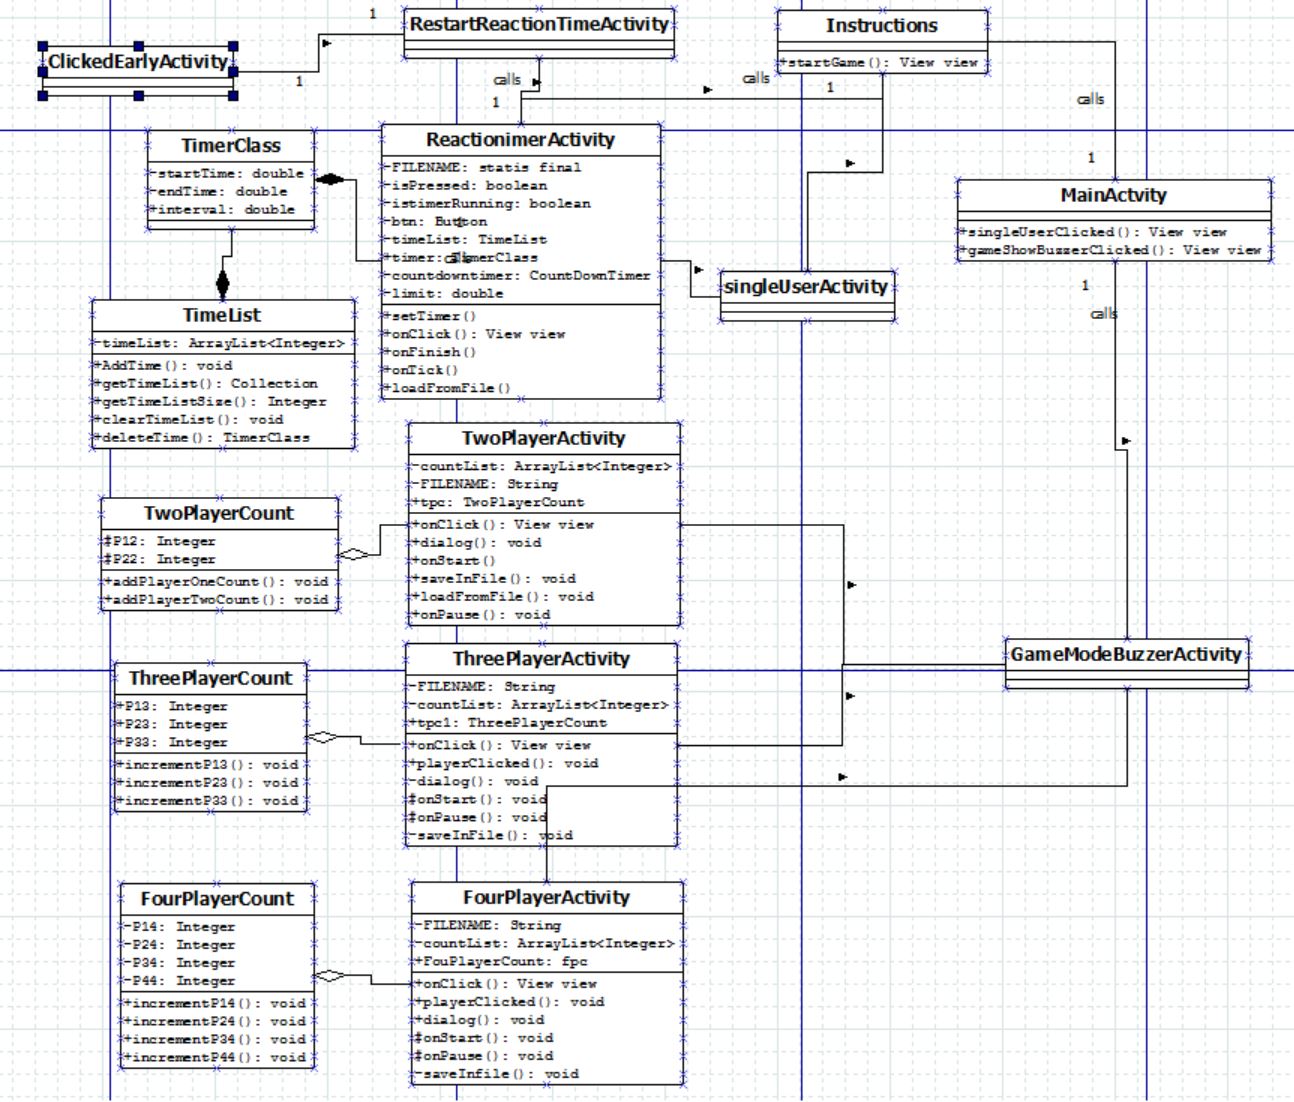 1
RestartReactionTimeActivity
ClickedEarlyActivity
1
calls
1
Instructions
+startGame(): View view
calls
1
calls
1
TimerClass
-startTime: double
-endTime: double
+interval: double
ReactionimerActivity
-FILENAME: statis final
-isPressed: boolean
-istimerRunning: boolean
-btn: Button
-timeList: TimeList
+timer: TimerClass
-countdowntimer: CountDownTimer
-limit: double
+setTimer()
+onClick(): View view
+onFinish()
+onTick()
+loadFromFile()
MainActvity
+singleUserClicked(): View view
+gameShowBuzzerClicked(): View view
1
calls
singleUserActivity
TimeList
-timeList: ArrayList<Integer>
+AddTime(): void
+getTimeList(): Collection
+getTimeListSize(): Integer
+clearTimeList(): void
+deleteTime(): TimerClass
TwoPlayerActivity
-countList: ArrayList<Integer>
-FILENAME: String
+tpc: TwoPlayerCount
+onClick(): View view
+dialog(): void
+onStart()
+saveInFile(): void
+loadFromFile(): void
+onPause(): void
TwoPlayerCount
#P12: Integer
#P22: Integer
+addPlayerOneCount(): void
+addPlayerTwoCount(): void
GameModeBuzzerActivity
ThreePlayerCount
+P13: Integer
+P23: Integer
+P33: Integer
+incrementP13(): void
+incrementP23(): void
+incrementP33(): void
ThreePlayerActivity
-FILENAME: String
-countList: ArrayList<Integer>
+tpc1: ThreePlayerCount
+onClick(): View view
+playerClicked(): void
-dialog(): void
#onStart(): void
#onPause(): void
-saveInFile(): void
FourPlayerCount
-P14: Integer
-P24: Integer
-P34: Integer
-P44: Integer
+incrementP14(): void
+incrementP24(): void
+incrementP34(): void
+incrementP44(): void
FourPlayerActivity
-FILENAME: String
-countList: ArrayList<Integer>
+FouPlayerCount: fpc
+onClick(): View view
+playerClicked(): void
+dialog(): void
#onStart(): void
#onPause(): void
-saveInfile(): void